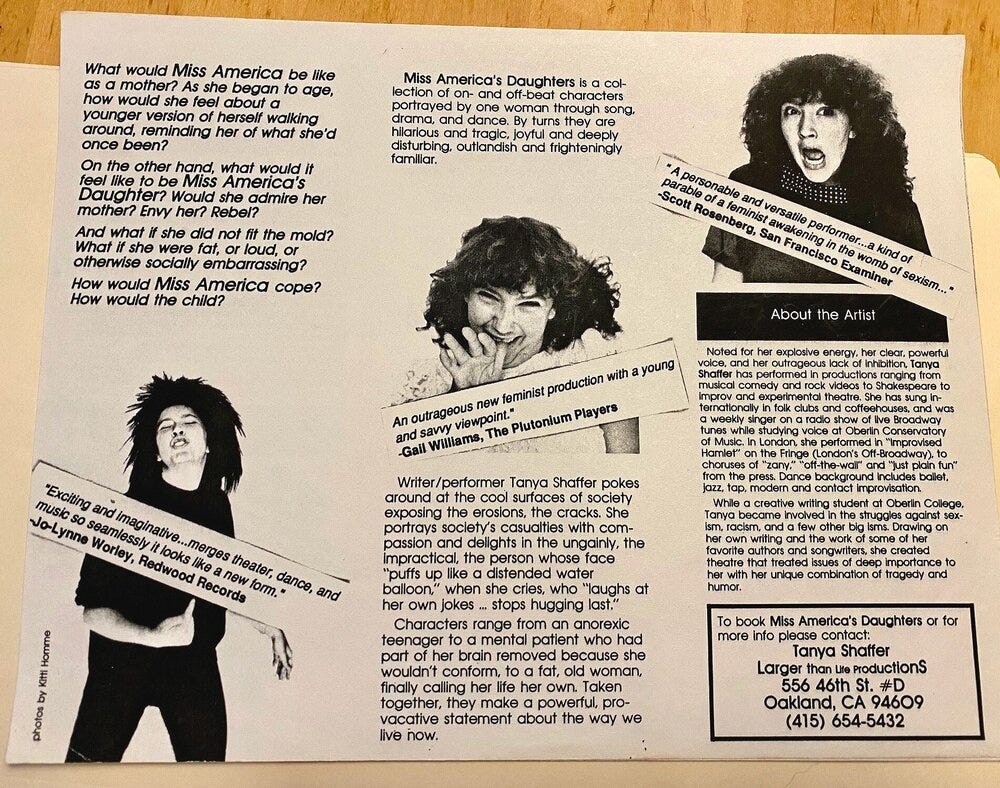 What would Miss America be like
as a mother? As she began to age,
how would she feel about a
younger version of herself walking
around, reminding her of what she'd
once been?
On the other hand, what would it
feel like to be Miss America's
Daughter? Would she admire her
mother? Envy her? Rebel?
And what if she did not fit the mold?
What if she were fat, or loud, or
otherwise socially embarrassing?
How would Miss America cope?
How would the child?
"Exciting and imaginative...merges theater, dance, and
music so seamlessly it looks like a new form."
-Jo-Lynne Worley, Redwood Records
photos by Kitti Homme
Miss America's Daughters is a col-
lection of on- and off-beat characters
portrayed by one woman through song,
drama, and dance. By turns they are
hilarious and tragic, joyful and deeply
disturbing, outlandish and frighteningly
familiar.
An outrageous new feminist production with a young
and savvy viewpoint."
-Gail Williams, The Plutonium Players
Writer/performer Tanya Shaffer pokes
around at the cool surfaces of society
exposing the erosions, the cracks. She
portrays society's casualties with com-
passion and delights in the ungainly, the
impractical, the person whose face
"puffs up like a distended water
balloon," when she cries, who "laughs at
her own jokes ... stops hugging last."
Characters range from an anorexic
teenager to a mental patient who had
part of her brain removed because she
wouldn't conform, to a fat, old woman,
finally calling her life her own. Taken
together, they make a powerful, pro-
vacative statement about the way we
live now.
"A personable and versatile performer...a kind of
parable of a feminist awakening in the womb of sexism..."
-Scott Rosenberg, San Francisco Examiner
About the Artist
Noted for her explosive energy, her clear, powerful
voice, and her outrageous lack of inhibition, Tanya
Shaffer has performed in productions ranging from
musical comedy and rock videos to Shakespeare to
improv and experimental theatre. She has sung in-
ternationally in folk clubs and coffeehouses, and was
a weekly singer on a radio show of live Broadway
tunes while studying voice at Oberlin Conservatory
of Music. In London, she performed in "Improvised
Hamlet" on the Fringe (London's Off-Broadway), to
choruses of "zany," "off-the-wall" and "just plain fun"
from the press. Dance background includes ballet,
jazz, tap, modern and contact improvisation.
While a creative writing student at Oberlin College,
Tanya became involved in the struggles against sex-
ism, racism, and a few other big isms. Drawing on
her own writing and the work of some of her
favorite authors and songwriters, she created
theatre that treated issues of deep importance to
her with her unique combination of tragedy and
humor.
To book Miss America's Daughters or for
more info please contact:
Tanya Shaffer
Larger than Life ProductionS
556 46th St. #D
Oakland, CA 94609
(415) 654-5432